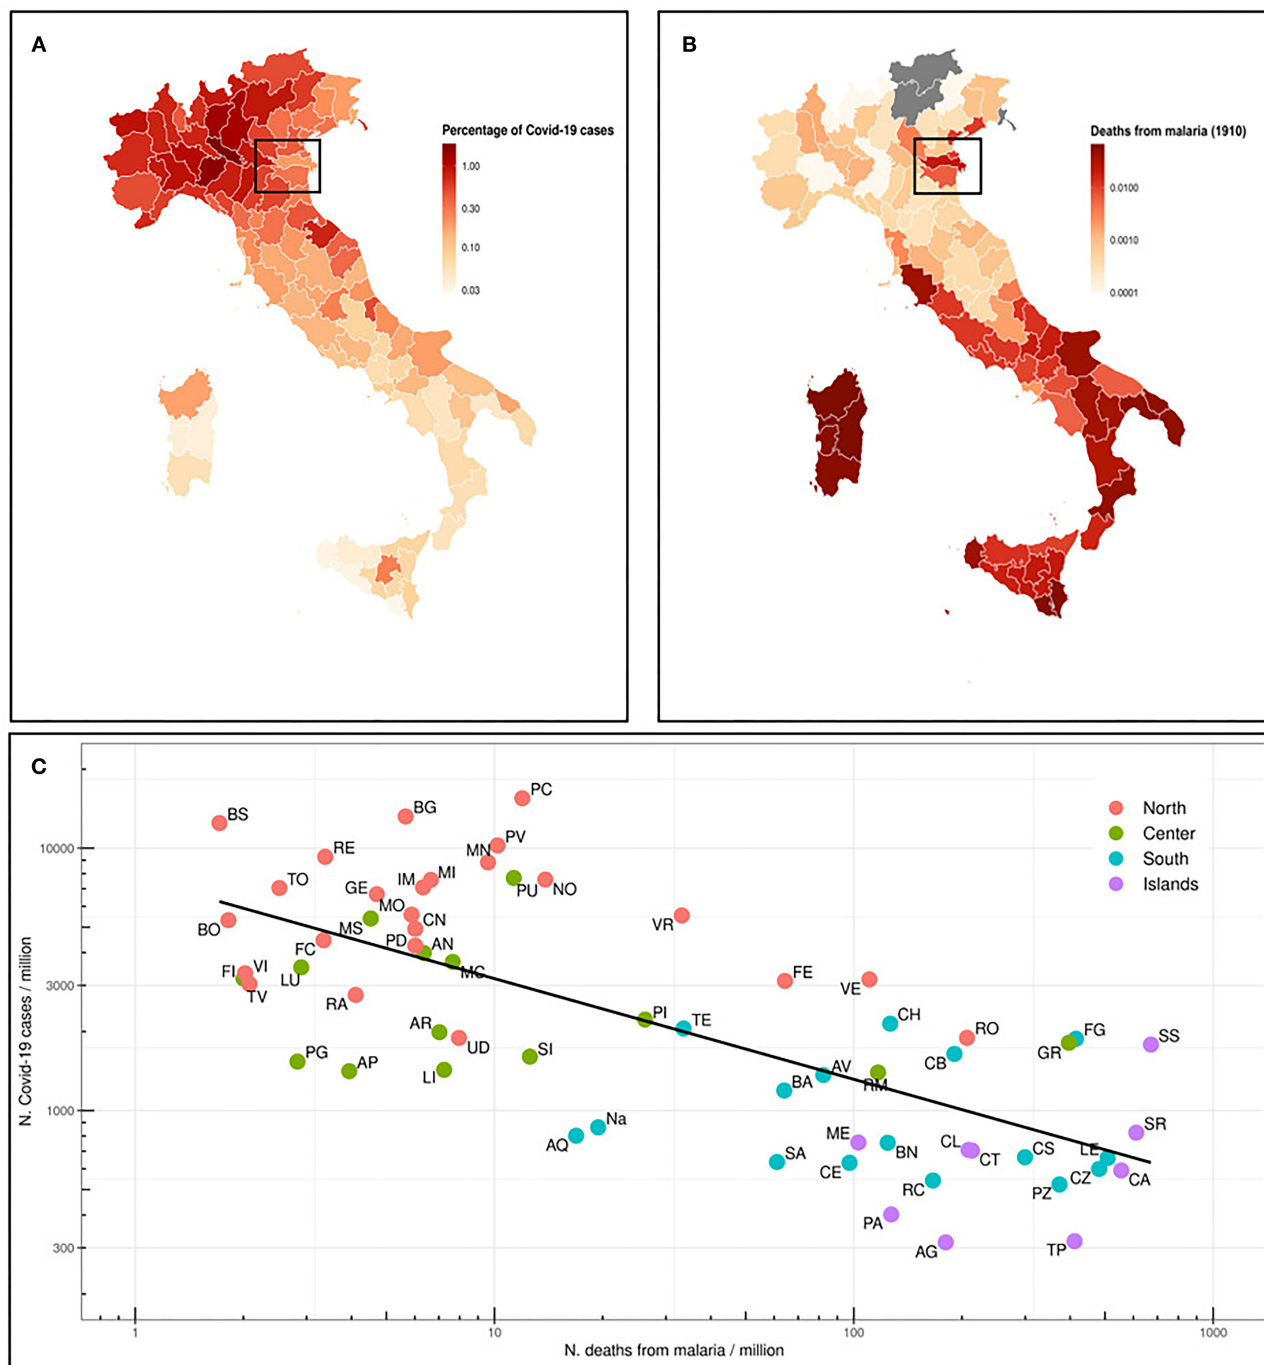 A
Percentage of Covid-19 cases
1.00
0.30
0.10
0.03
B
Deaths from malaria (1910)
0.0100
0.0010
0.0001
C
N. Covid-19 cases / million
10000
3000
1000
300
BS
BG
PC
RE
PV
MN
TO
GE
IM
MI
PU
NO
MO
BO
MS
CN
VR
FC
PD
AN
MC
FI
VI
TV
LU
RA
FE
VE
AR
UD
PI
TE
CH
RO
FG
GR
SS
PG
AP
LI
SI
CB
AV
BA
RM
AQ
Na
ME
BN
SA
CE
CL
CT
CS
LE
SR
RC
PZ
CZ
CA
PA
AG
TP
North
Center
South
Islands
1
10
100
1000
N. deaths from malaria / million